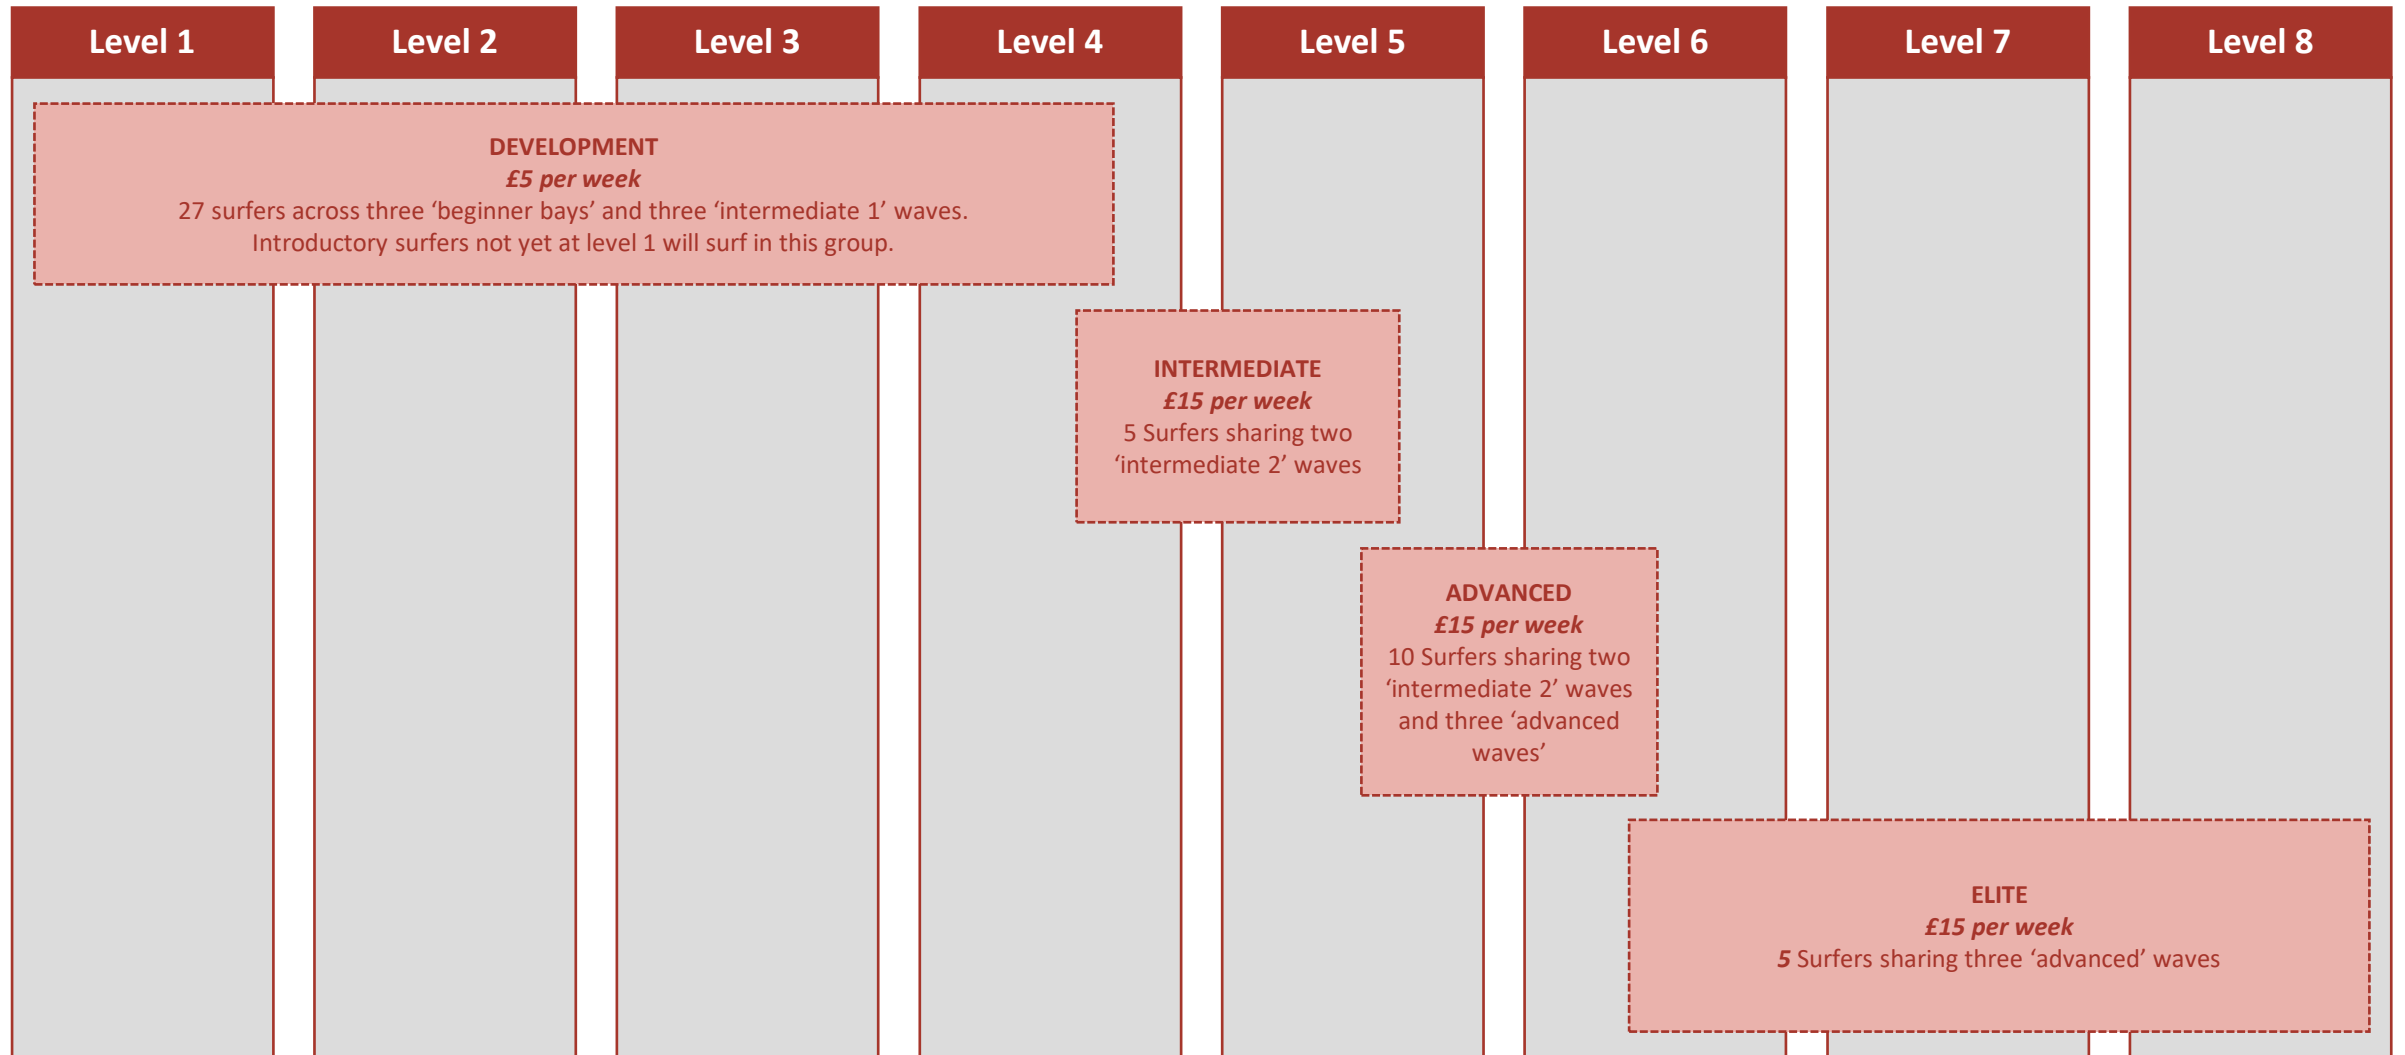 Level 1
Level 2
Level 3
Level 4
Level 5
Level 6
Level 7
Level 8
DEVELOPMENT
£5 per week
27 surfers across three ‘beginner bays’ and three ‘intermediate 1’ waves.
Introductory surfers not yet at level 1 will surf in this group.
INTERMEDIATE
£15 per week
5 Surfers sharing two
‘intermediate 2’ waves
ADVANCED
£15 per week
10 Surfers sharing two
‘intermediate 2’ waves
and three ‘advanced
waves’
ELITE
£15 per week
5 Surfers sharing three ‘advanced’ waves